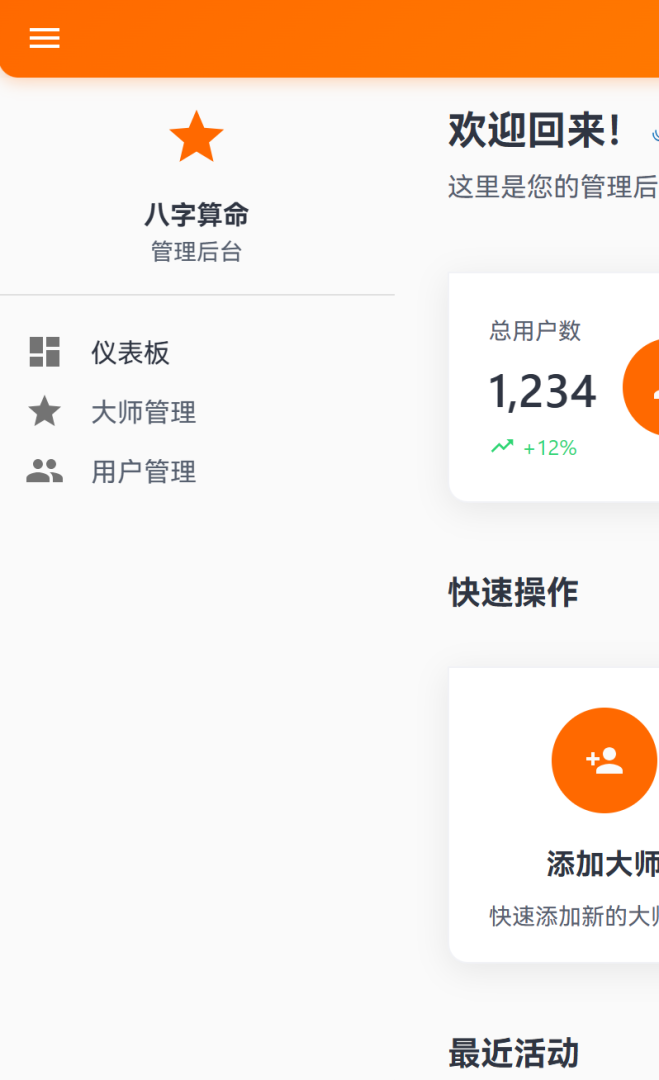 八字算命
管理后台
仪表板
大师管理
用户管理
欢迎回来!
这里是您的管理后
总用户数
1,234
+12%
快速操作
添加大师
快速添加新的大
最近活动